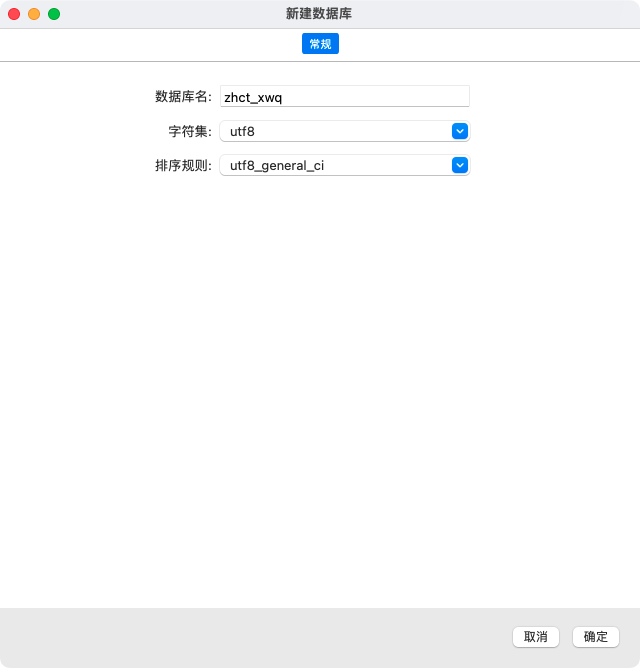 新建数据库
常规
数据库名: zhct_xwq
字符集: utf8
排序规则: utf8_general_ci
取消 确定